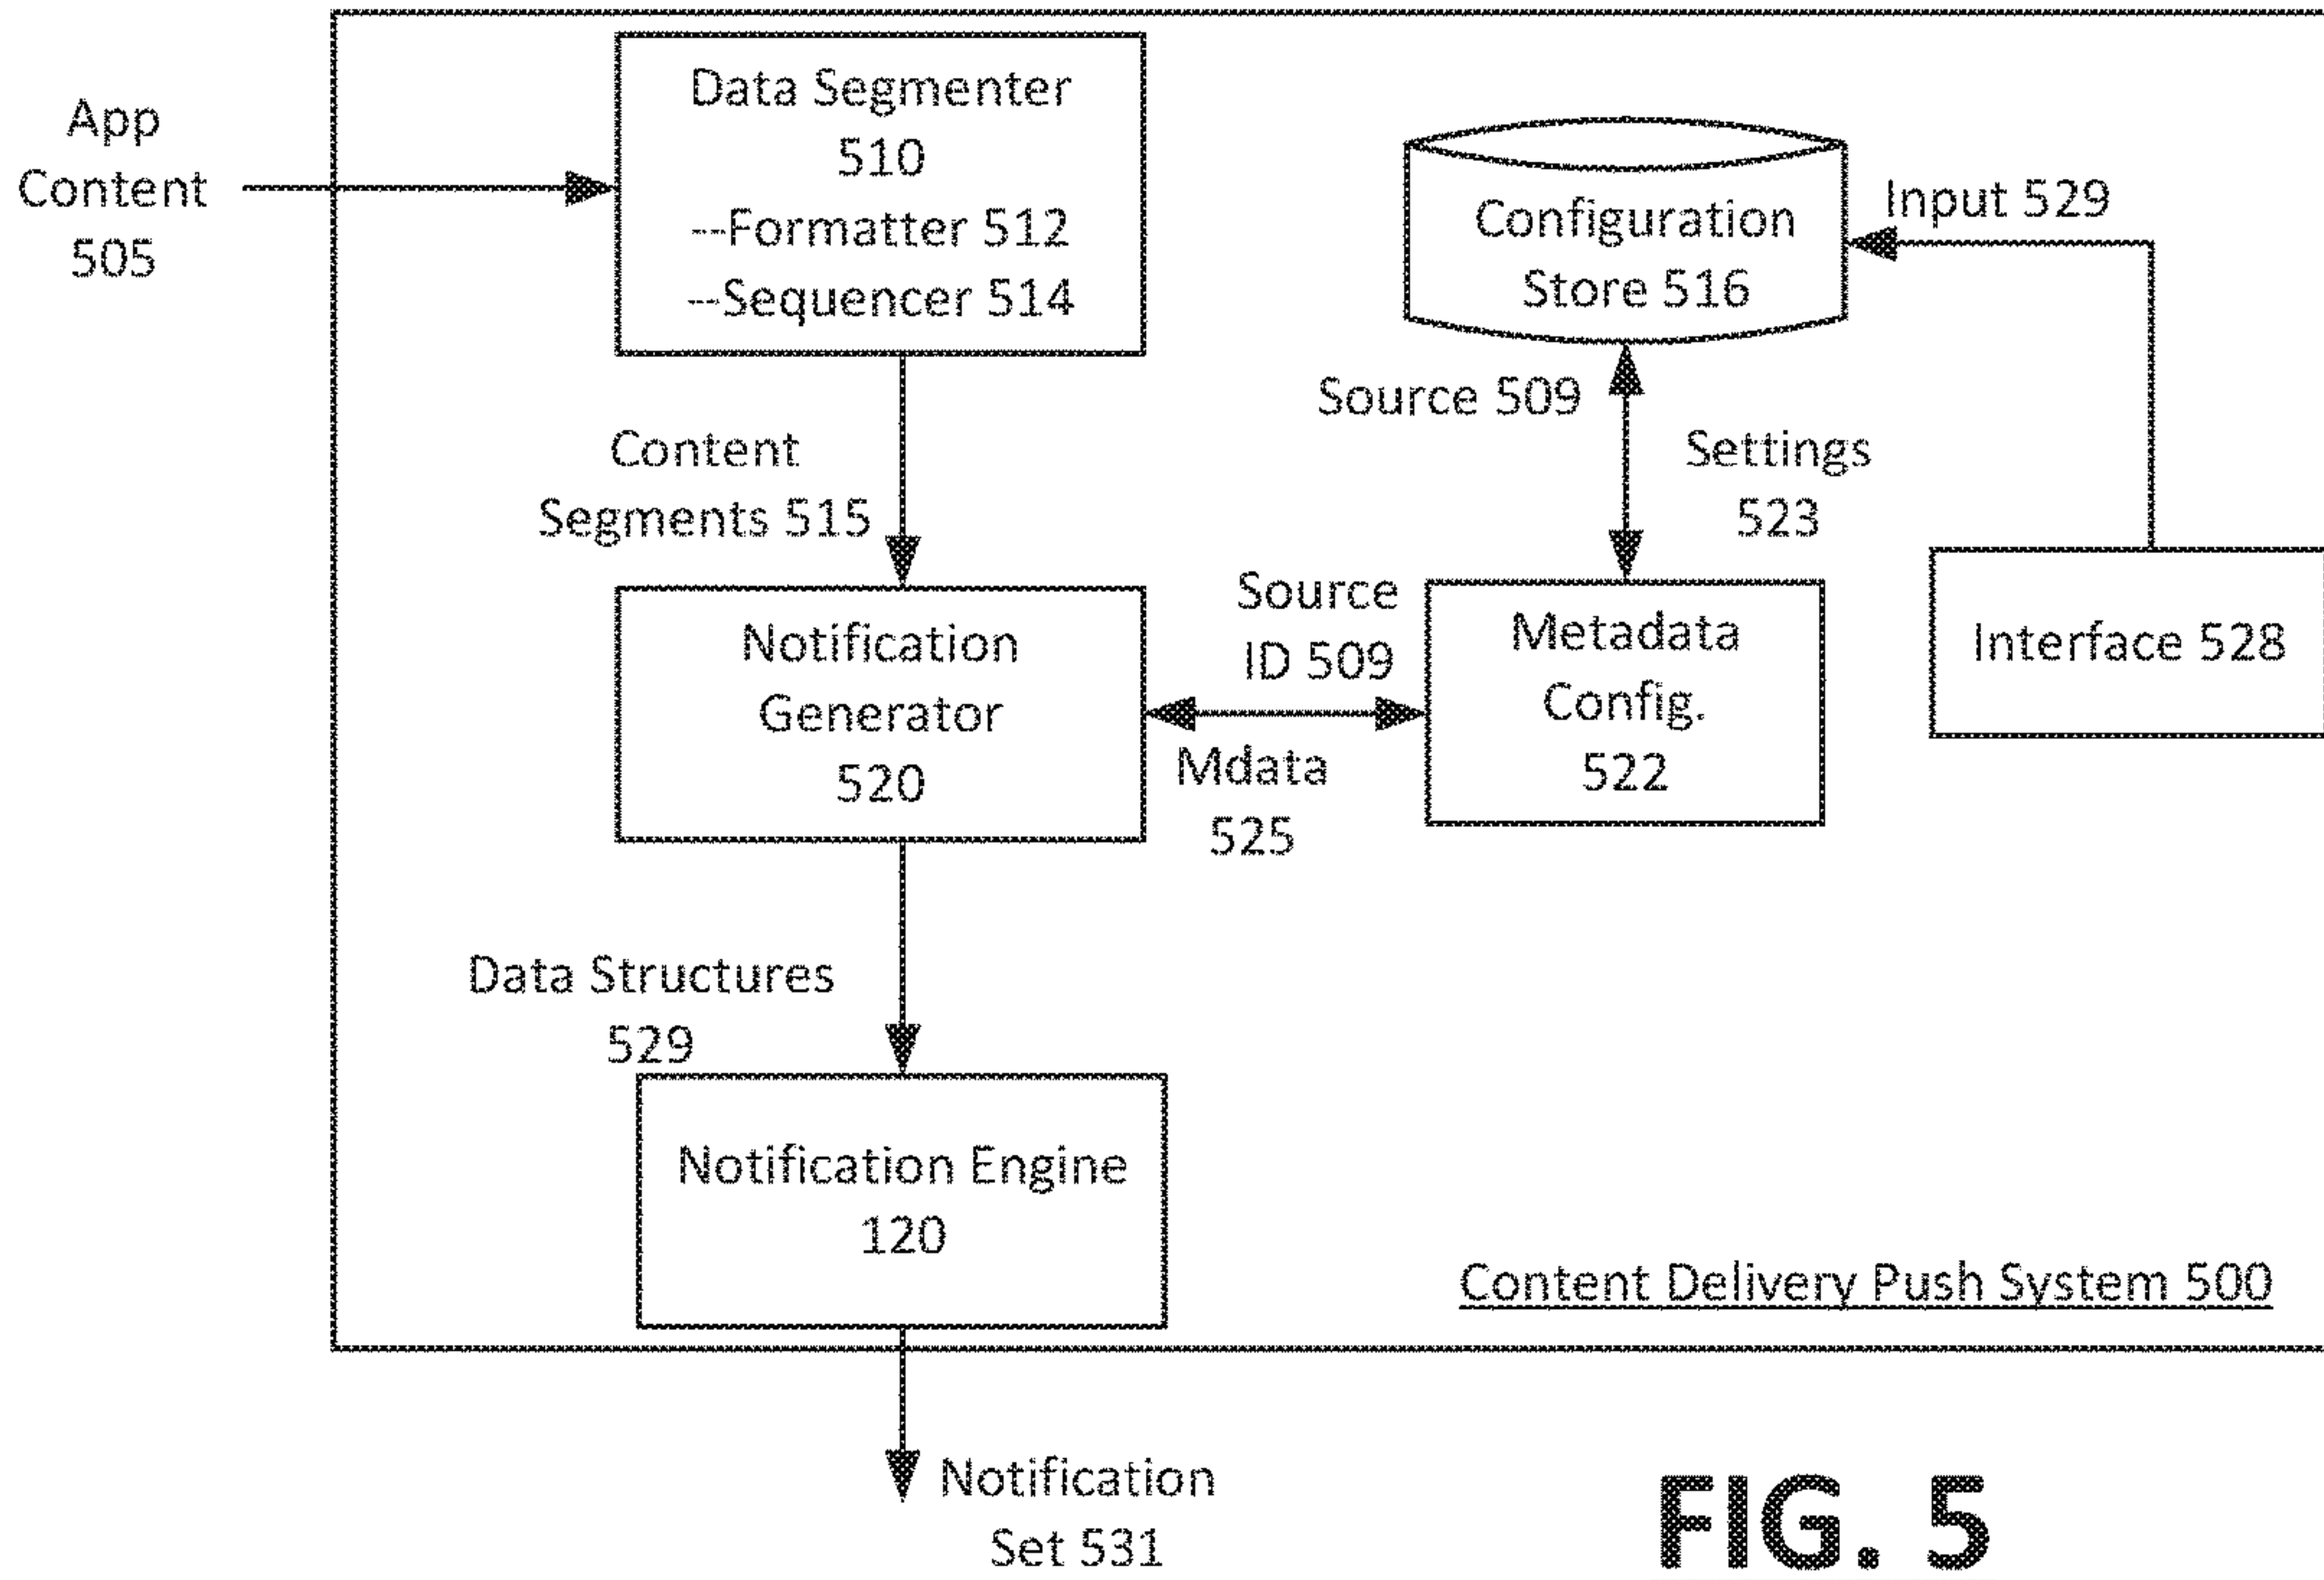 App
Content
505
Data Segmenter
510
--Formatter 512
--Sequencer 514
Configuration
Store 516
Input 529
Source 509
Settings
523
Content
Segments 515
Notification
Generator
520
Source
ID 509
Mdata
525
Metadata
Config.
522
Interface 528
Data Structures
529
Notification Engine
120
Content Delivery Push System 500
Notification
Set 531
FIG. 5